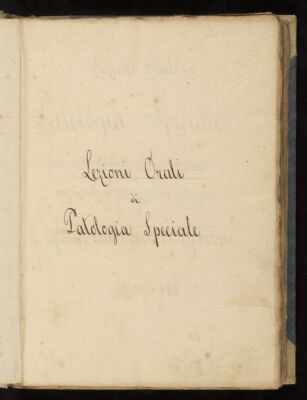 Lezioni Orali
di
Patologia Speciale